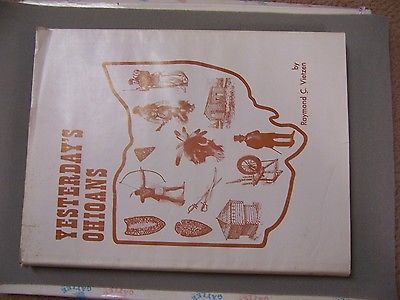 YESTERDAY'S
OHIOANS
by
Raymond C. Vietzen